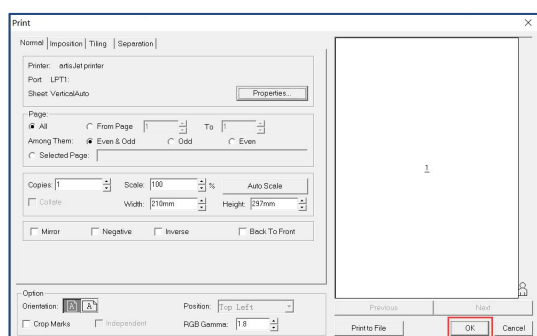 Print
Normal Imposition Tiling Separation
Printer: artisJet printer
Port LPT1:
Sheet VerticalAuto
Properties...
Page:
All From Page 1 To 1
Among Them: Even & Odd Odd Even
Selected Page:
Copies: 1 Scale: 100 % Auto Scale
Collate Width: 210mm Height: 297mm
Mirror Negative Inverse Back To Front
Option
Orientation: A A Position: Top Left
Crop Marks Independent RGB Gamma: 1.8
1
Previous Next
Print to File OK Cancel